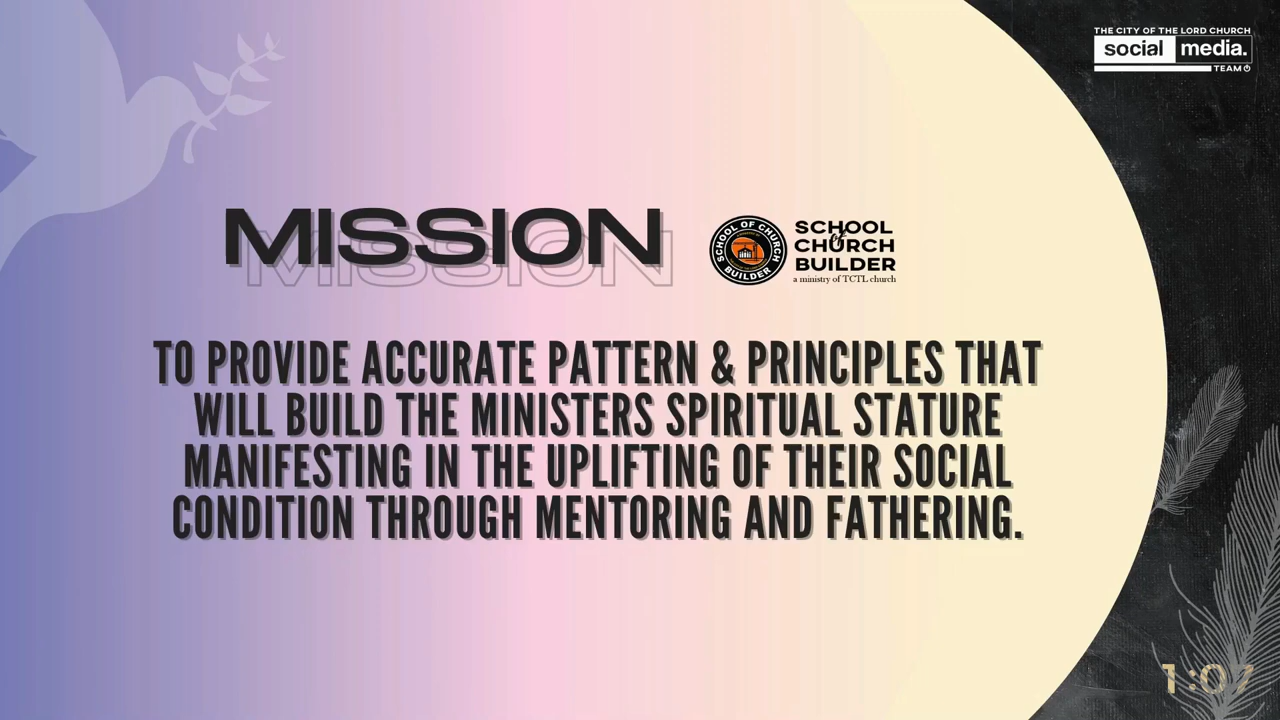 THE CITY OF THE LORD CHURCH
social media.
TEAM
MISSION
MISSION
SCHOOL OF CHURCH
BUILDER
SCHOOL
of
CHURCH
BUILDER
a ministry of TCTL church
TO PROVIDE ACCURATE PATTERN & PRINCIPLES THAT
WILL BUILD THE MINISTERS SPIRITUAL STATURE
MANIFESTING IN THE UPLIFTING OF THEIR SOCIAL
CONDITION THROUGH MENTORING AND FATHERING.
1:07